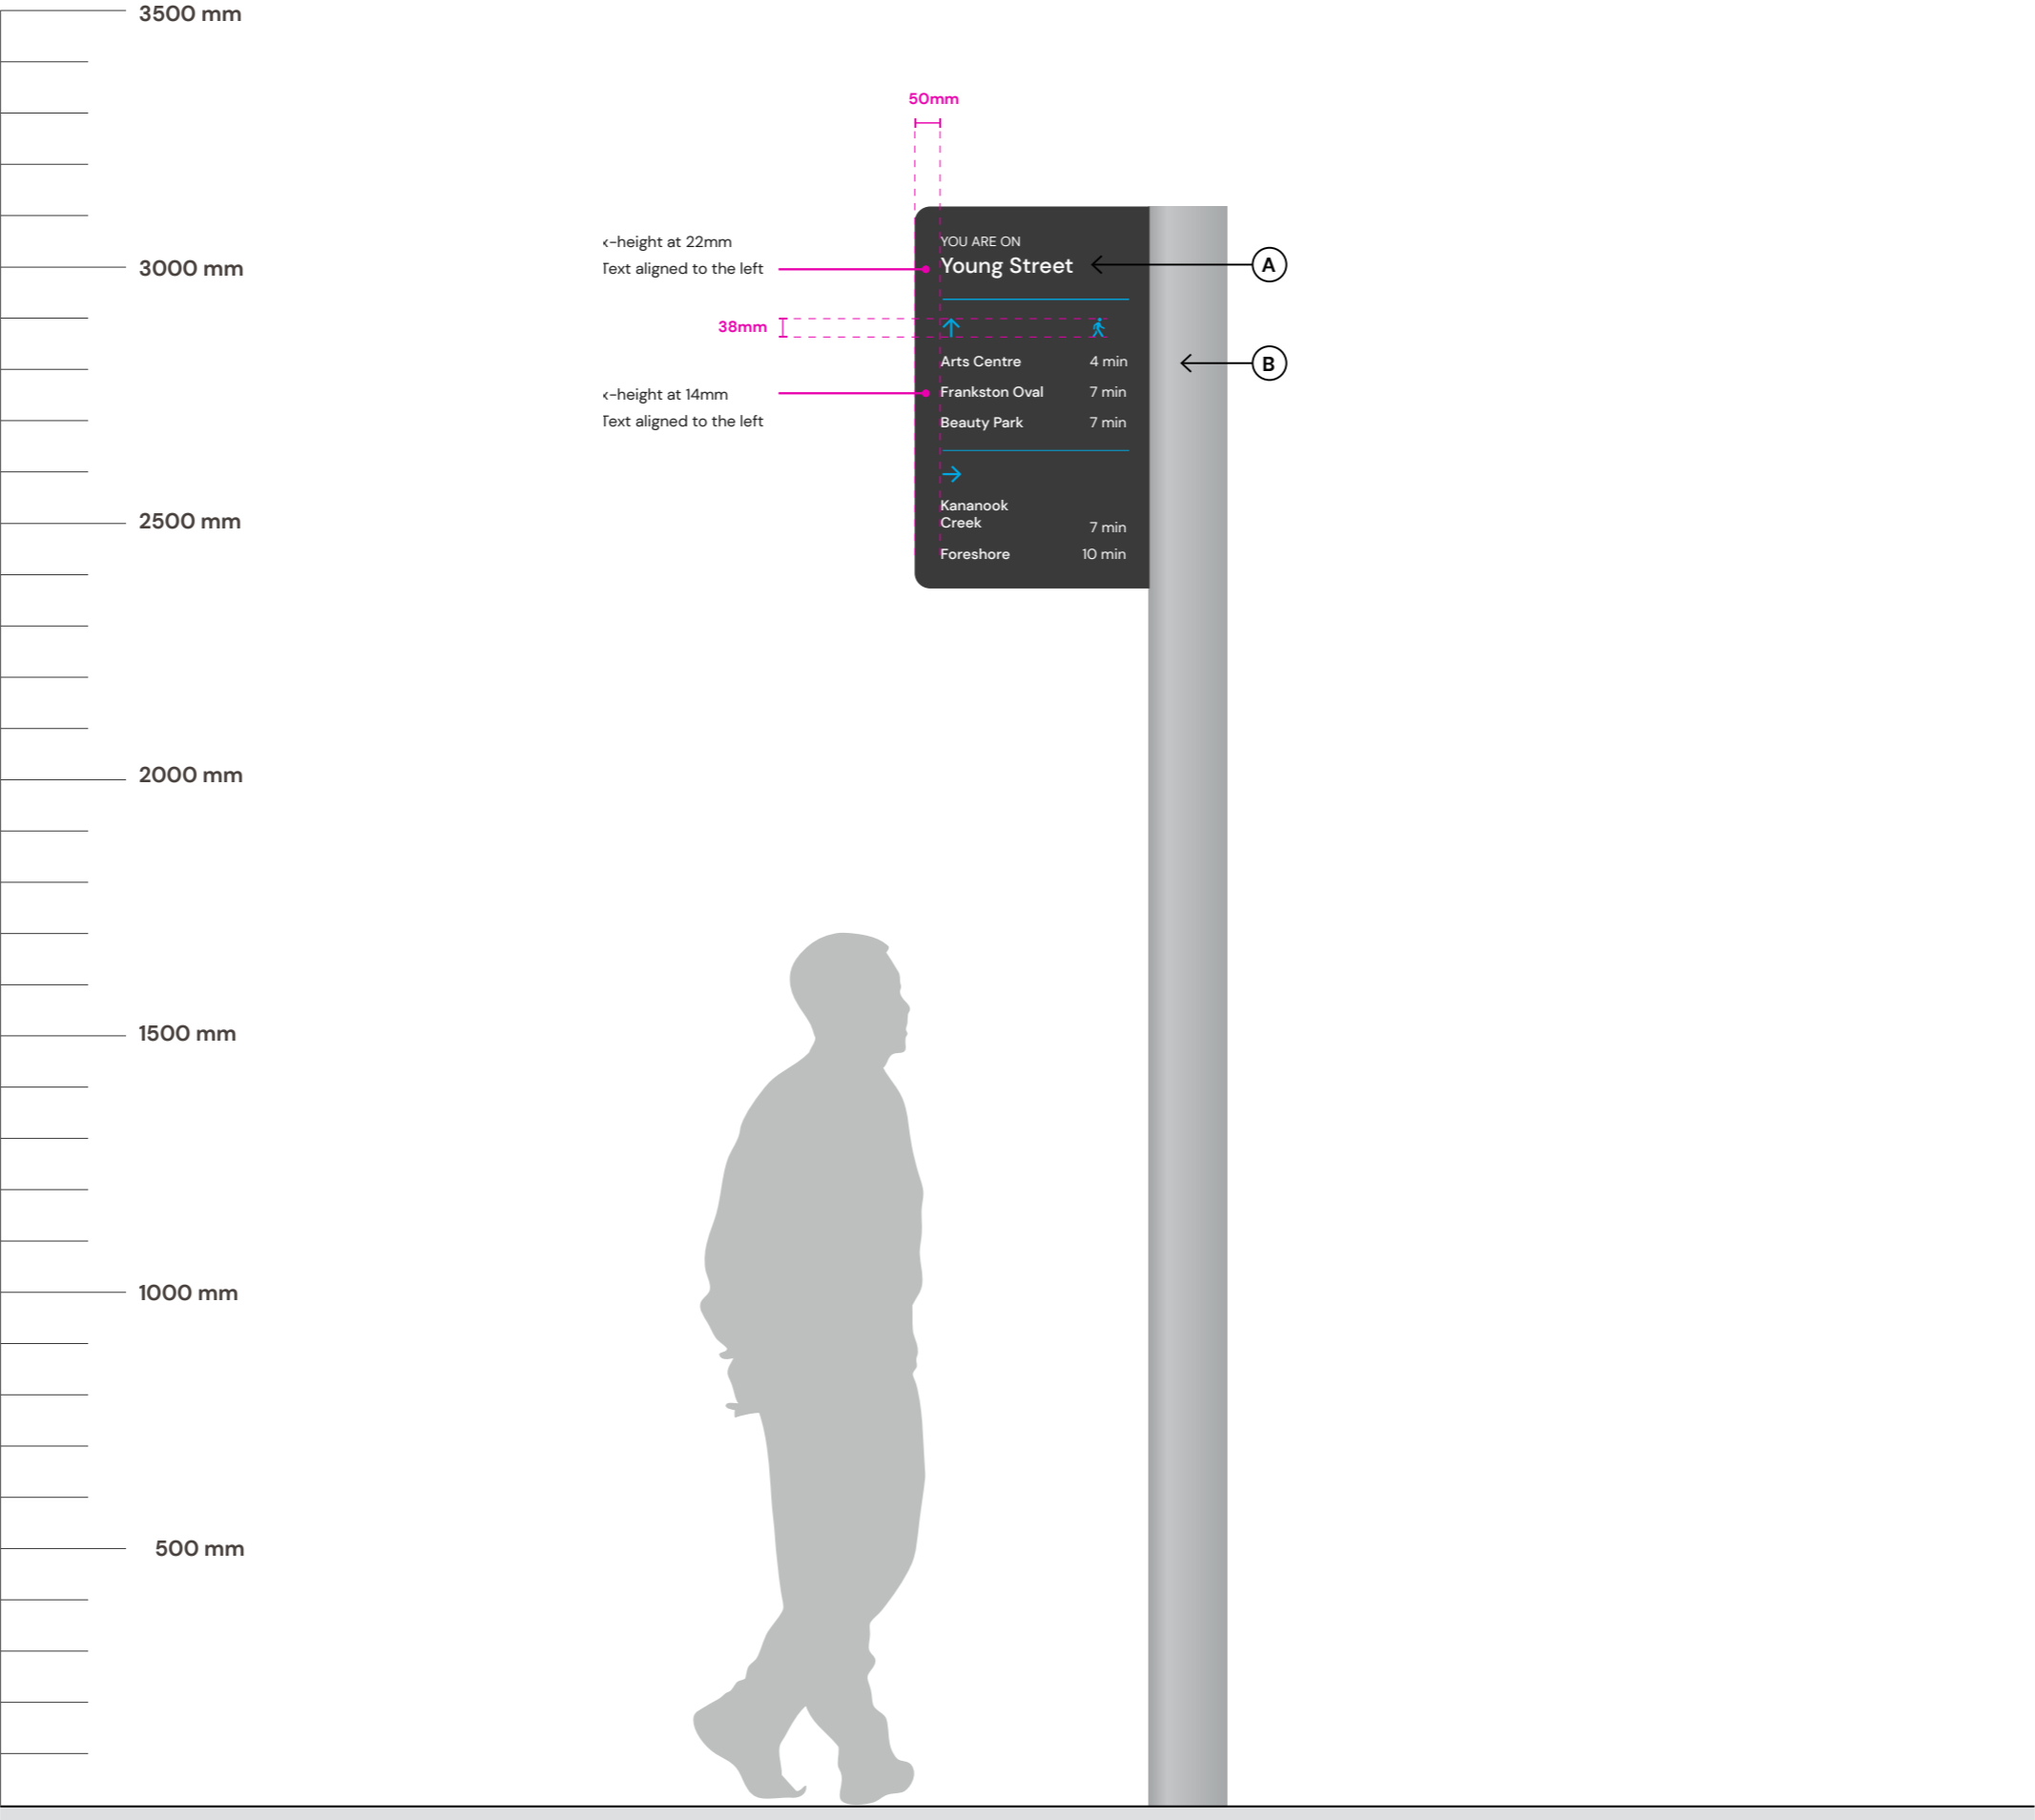 3500 mm
50mm
x-height at 22mm
Text aligned to the left
3000 mm
YOU ARE ON
Young Street
A
38mm
B
Arts Centre 4 min
x-height at 14mm
Text aligned to the left
Frankston Oval 7 min
Beauty Park 7 min
2500 mm
Kananook
Creek 7 min
Foreshore 10 min
2000 mm
1500 mm
1000 mm
500 mm